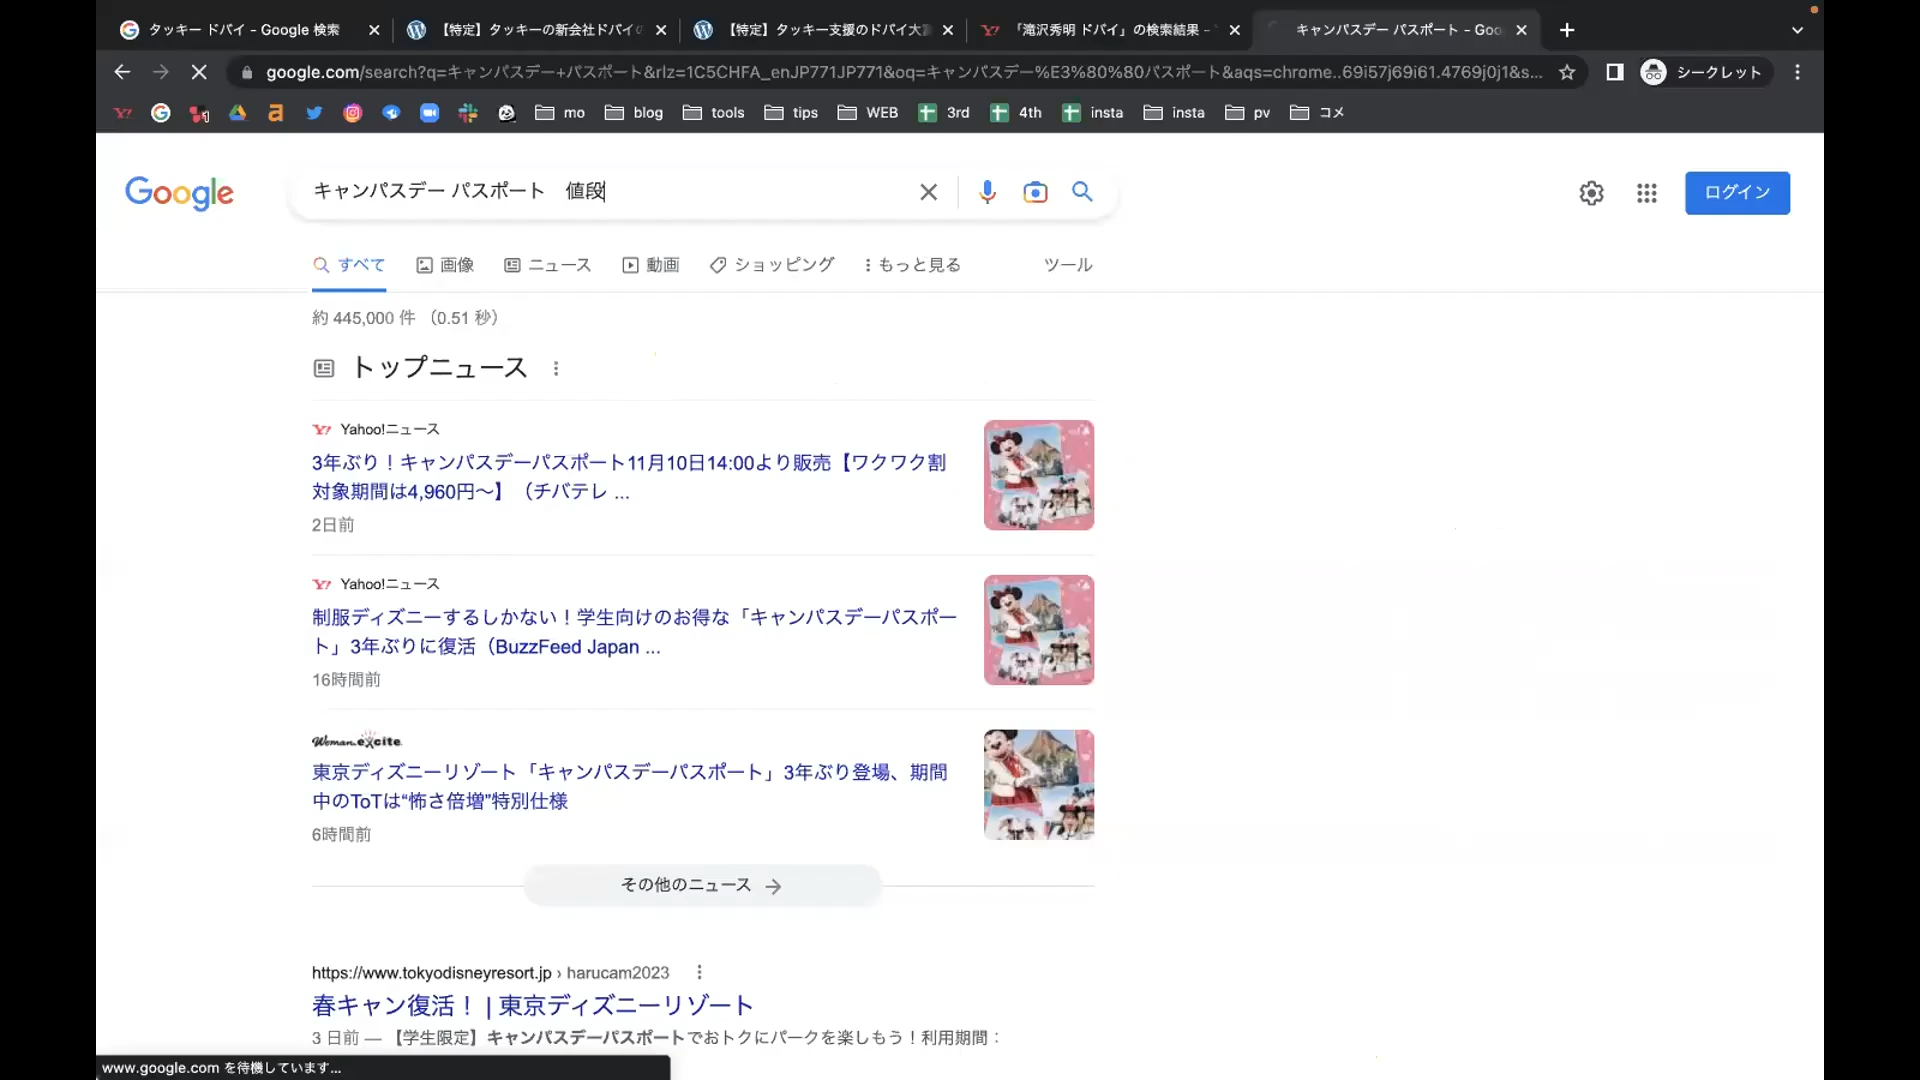 タッキー ドバイ - Google 検索
【特定】タッキーの新会社ドバイの
【特定】タッキー支援のドバイ大富
「滝沢秀明 ドバイ」の検索結果 -
キャンパスデー パスポート - Goo
google.com/search?q=キャンパスデー+パスポート&rlz=1C5CHFA_enJP771JP771&oq=キャンパスデー%E3%80%80パスポート&aqs=chrome..69i57j69i61.4769j0j1&s...
シークレット
mo
blog
tools
tips
WEB
3rd
4th
insta
insta
pv
コメ
Google
キャンパスデー パスポート　値段
ログイン
すべて
画像
ニュース
動画
ショッピング
もっと見る
ツール
約 445,000 件 （0.51 秒）
トップニュース
Yahoo!ニュース
3年ぶり！キャンパスデーパスポート11月10日14:00より販売【ワクワク割
対象期間は4,960円〜】（チバテレ ...
2日前
Yahoo!ニュース
制服ディズニーするしかない！学生向けのお得な「キャンパスデーパスポー
ト」3年ぶりに復活（BuzzFeed Japan ...
16時間前
Woman.excite
東京ディズニーリゾート「キャンパスデーパスポート」3年ぶり登場、期間
中のToTは“怖さ倍増”特別仕様
6時間前
その他のニュース
https://www.tokyodisneyresort.jp › harucam2023
春キャン復活！ | 東京ディズニーリゾート
3 日前 — 【学生限定】キャンパスデーパスポートでおトクにパークを楽しもう！利用期間：
www.google.com を待機しています...